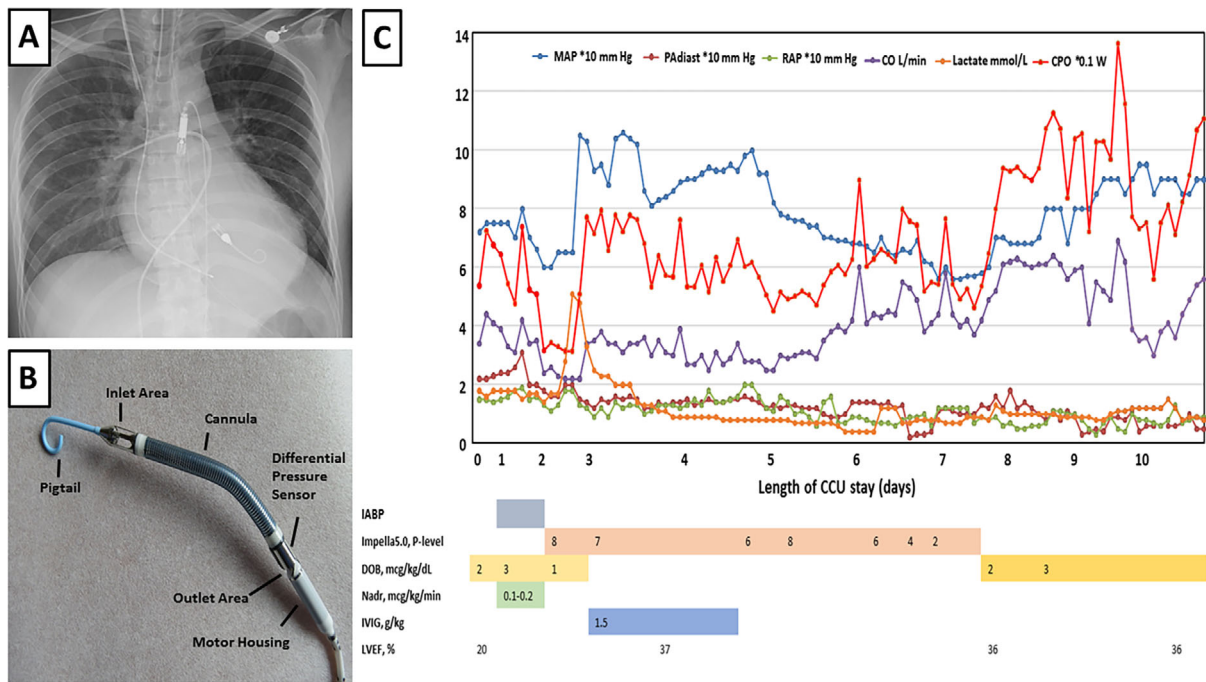 A
B
Inlet Area
Cannula
Differential
Pressure
Sensor
Pigtail
Outlet Area
Motor Housing
C
MAP *10 mm Hg PAdiast *10 mm Hg RAP *10 mm Hg CO L/min Lactate mmol/L CPO *0.1 W
14
12
10
8
6
4
2
0
0 1 2 3 4 5 6 7 8 9 10
Length of CCU stay (days)
IABP
Impella5.0, P-level 8 7 6 8 6 4 2
DOB, mcg/kg/dL 2 3 1 2 3
Nadr, mcg/kg/min 0.1-0.2
IVIG, g/kg 1.5
LVEF, % 20 37 36 36